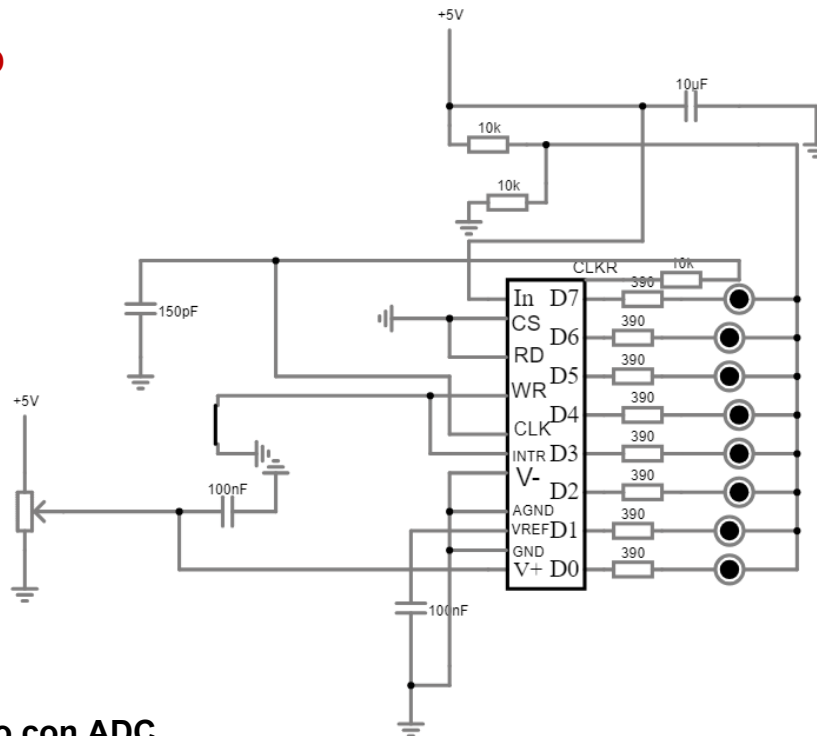 +5V
10μF
10k
10k
CLKR
10k
390
150pF
In D7
CS
390
D6
RD
390
D5
WR
390
D4
+5V
CLK
390
INTR D3
V-
390
D2
100nF
AGND
390
VREF D1
GND
390
V+ D0
100nF
con ADC